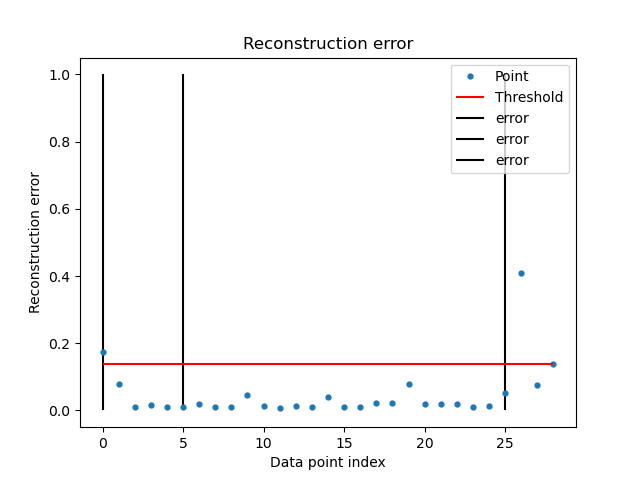 Reconstruction error
Point
Threshold
error
error
error
1.0
0.8
0.6
0.4
0.2
0.0
Reconstruction error
0 5 10 15 20 25
Data point index